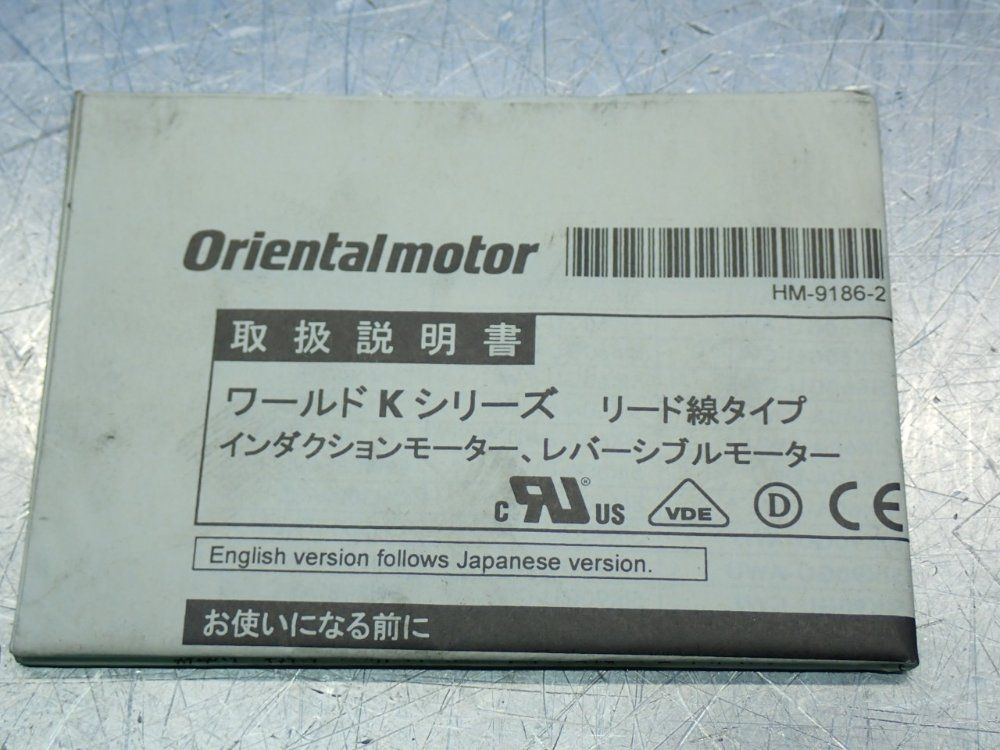 Orientalmotor
HM-9186-2
取扱説明書
ワールド K シリーズ リード線タイプ
インダクションモーター、レバーシブルモーター
C RU® US VDE D CE
English version follows Japanese version.
お使いになる前に